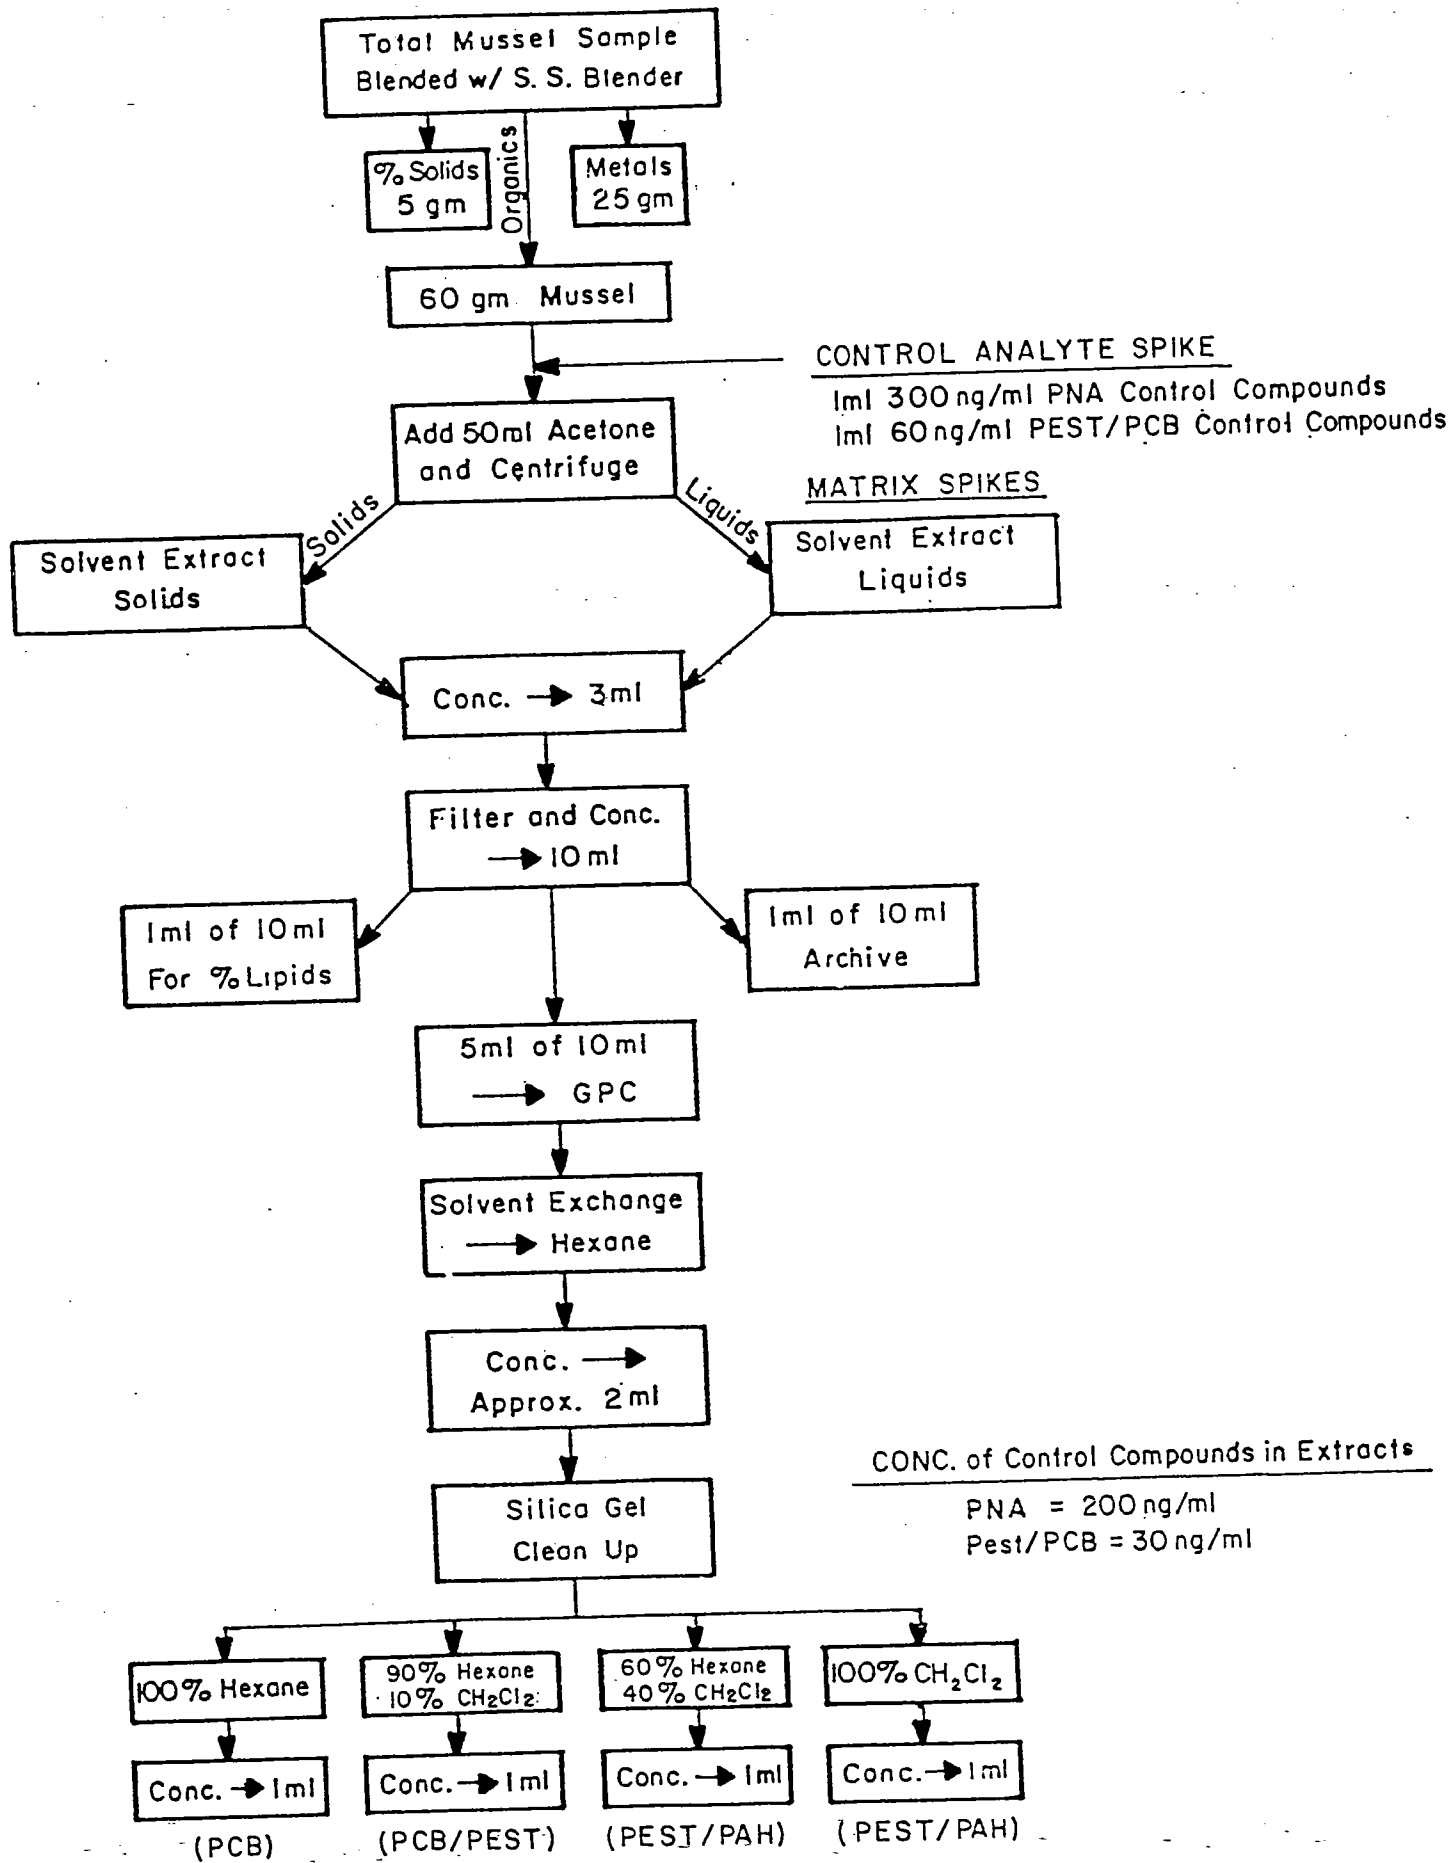 Total Mussel Sample
Blended w/ S. S. Blender
% Solids
5 gm
Organics
Metals
25 gm
60 gm Mussel
CONTROL ANALYTE SPIKE
1ml 300 ng/ml PNA Control Compounds
1ml 60 ng/ml PEST/PCB Control Compounds
Add 50ml Acetone
and Centrifuge
MATRIX SPIKES
Solids
Liquids
Solvent Extract
Solids
Solvent Extract
Liquids
Conc. → 3ml
Filter and Conc.
→ 10 ml
1ml of 10ml
For % Lipids
1ml of 10 ml
Archive
5ml of 10ml
→ GPC
Solvent Exchange
→ Hexane
Conc. →
Approx. 2 ml
Silica Gel
Clean Up
CONC. of Control Compounds in Extracts
PNA = 200 ng/ml
Pest/PCB = 30 ng/ml
100% Hexane
90% Hexane
10% CH₂Cl₂
60% Hexane
40% CH₂Cl₂
100% CH₂Cl₂
Conc. → 1ml
Conc. → 1ml
Conc. → 1ml
Conc. → 1ml
(PCB)
(PCB/PEST)
(PEST/PAH)
(PEST/PAH)